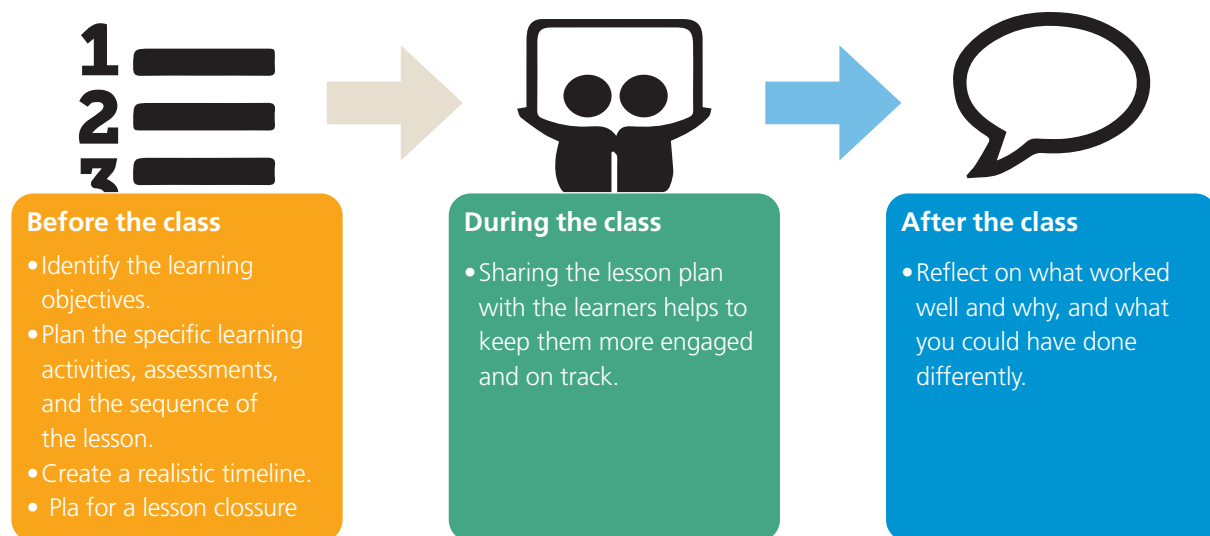 1
2
3
Before the class
• Identify the learning
objectives.
• Plan the specific learning
activities, assessments,
and the sequence of
the lesson.
• Create a realistic timeline.
• Pla for a lesson clossure
During the class
• Sharing the lesson plan
with the learners helps to
keep them more engaged
and on track.
After the class
• Reflect on what worked
well and why, and what
you could have done
differently.